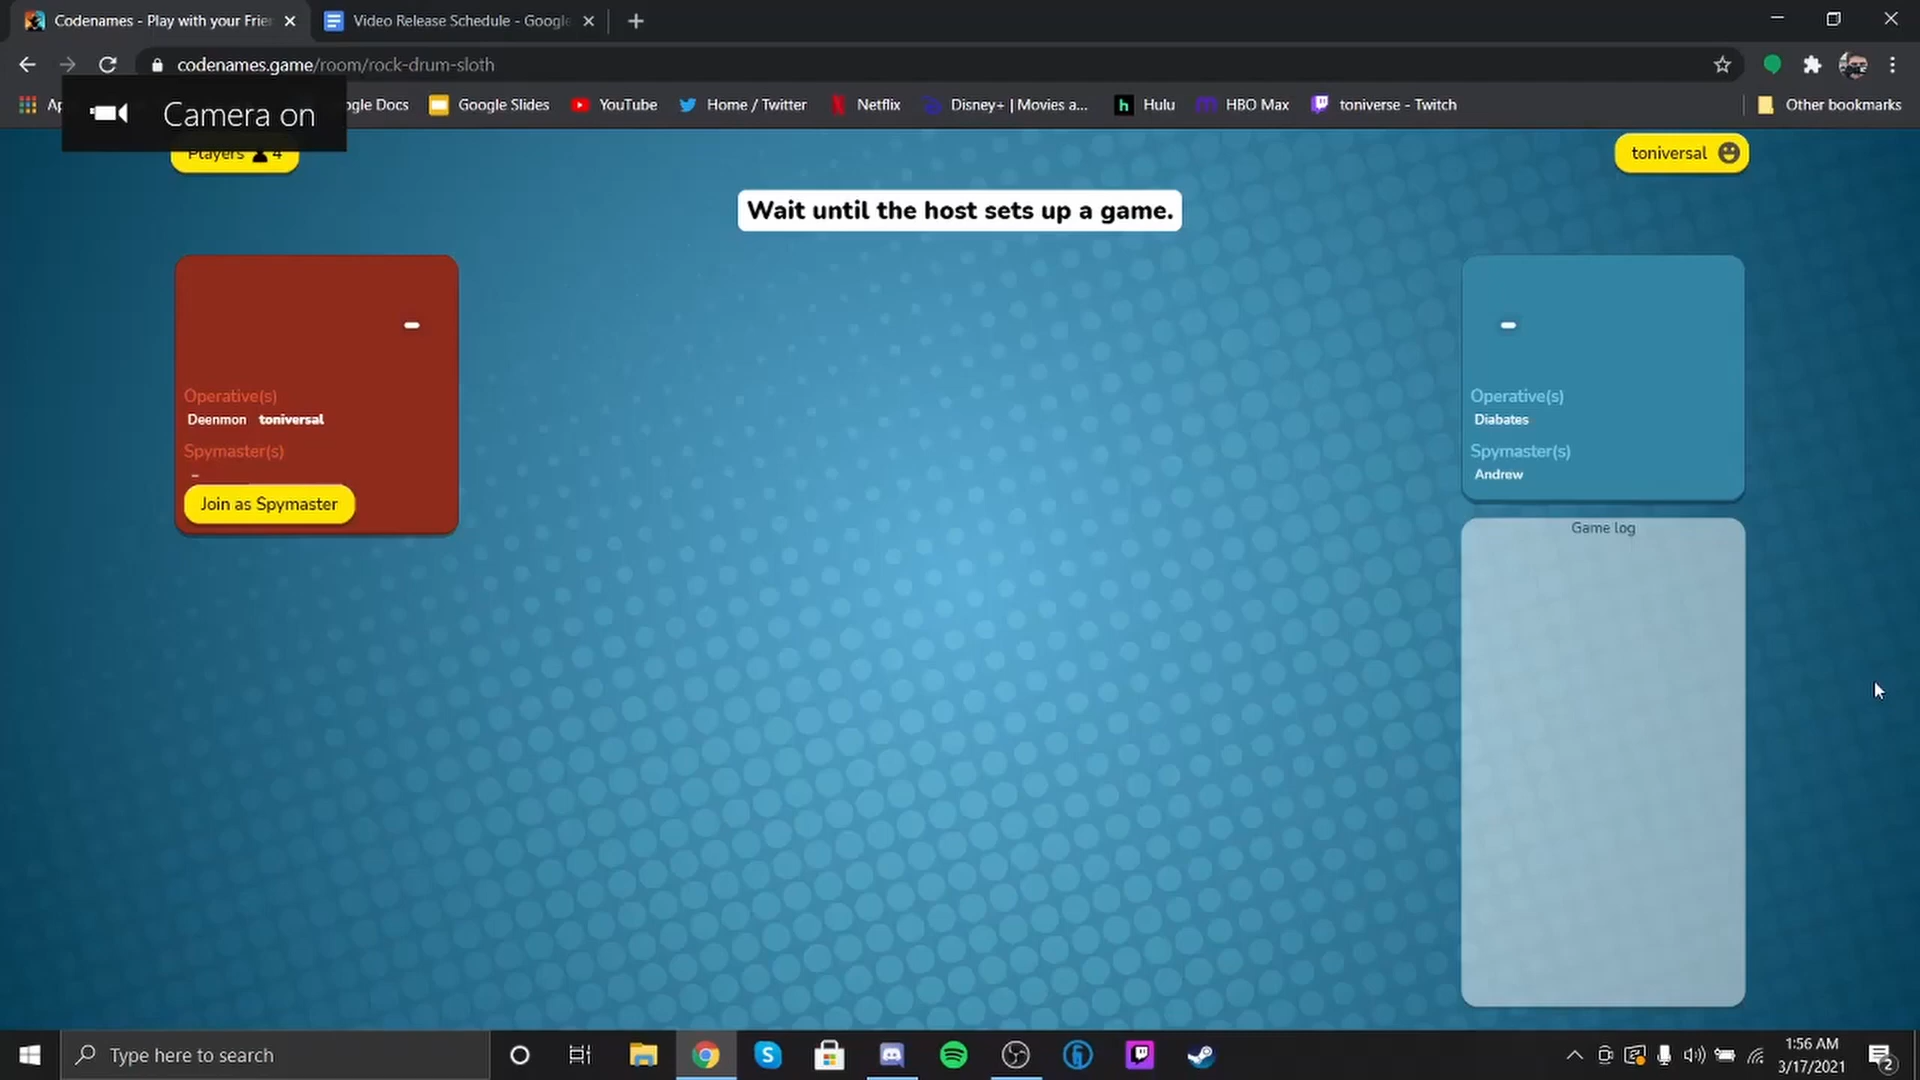 Codenames - Play with your Frie
Video Release Schedule - Google
codenames.game/room/rock-drum-sloth
Camera on
Google Slides
YouTube
Home / Twitter
Netflix
Disney+ | Movies a...
Hulu
HBO Max
toniverse - Twitch
Other bookmarks
Players 4
toniversal
Wait until the host sets up a game.
-
Operative(s)
Deenmon toniversal
Spymaster(s)
-
Join as Spymaster
-
Operative(s)
Diabates
Spymaster(s)
Andrew
Game log
Type here to search
1:56 AM
3/17/2021
2